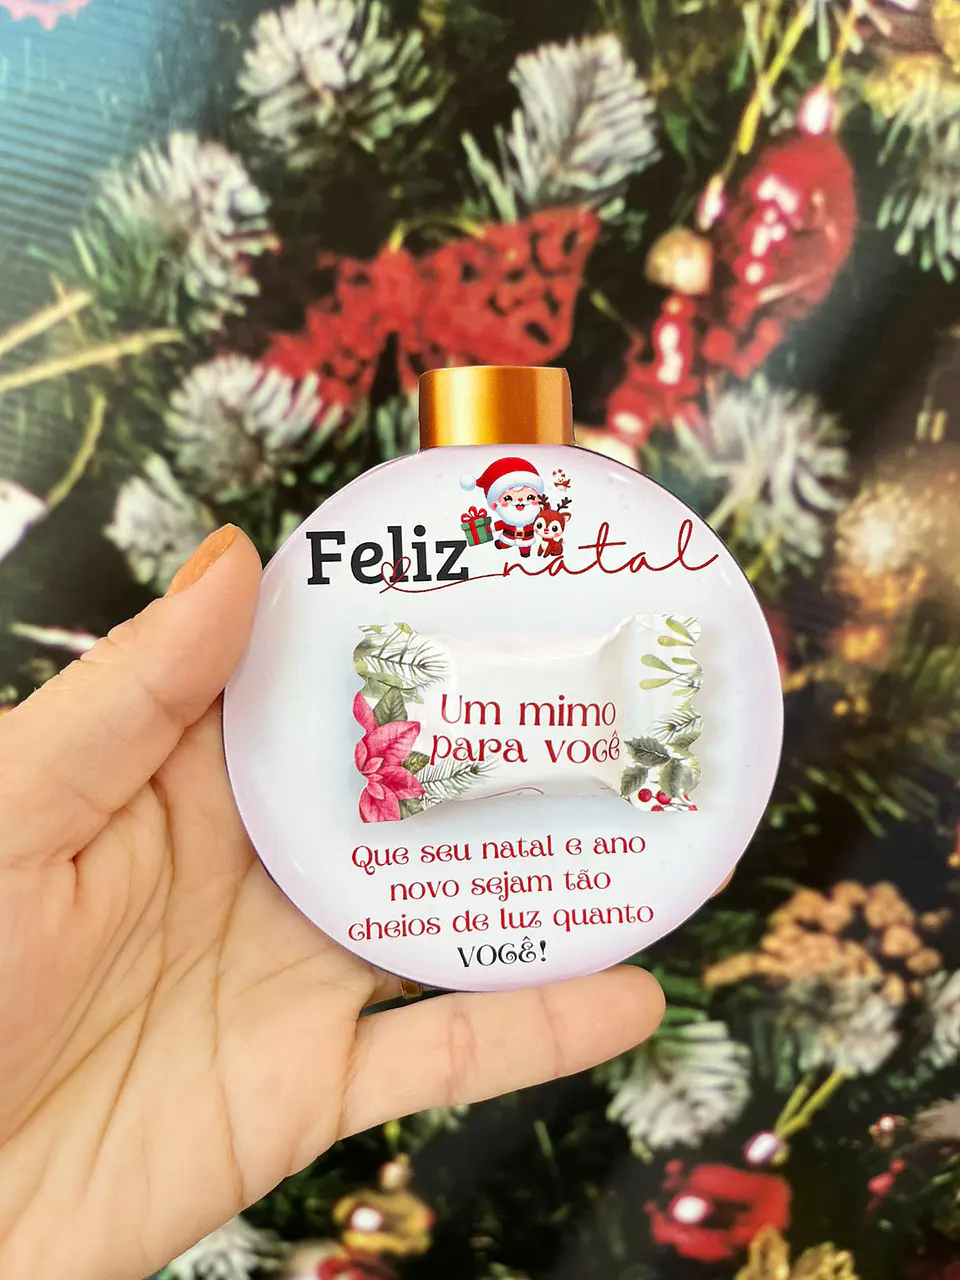 Feliz natal
Um mimo
para você
Que seu natal e ano
novo sejam tão
cheios de luz quanto
VOCÊ!